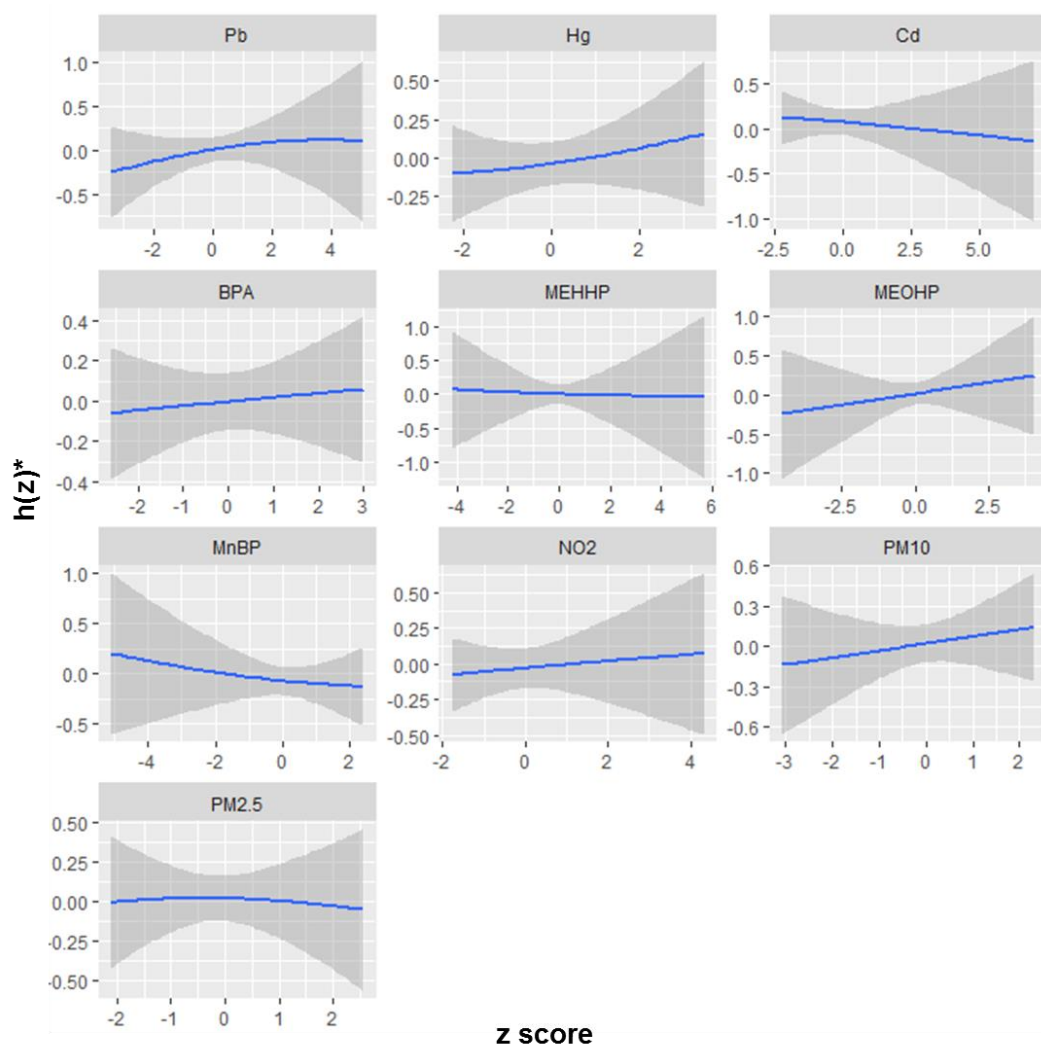 Pb Hg Cd
1.0 0.5 0.0 -0.5
-2 0 2 4
0.50 0.25 0.00 -0.25
-2 0 2
0.5 0.0 -0.5 -1.0
-2.5 0.0 2.5 5.0
BPA MEHHP MEOHP
0.4 0.2 0.0 -0.2 -0.4
-2 -1 0 1 2 3
1.0 0.5 0.0 -0.5 -1.0
-4 -2 0 2 4 6
1.0 0.5 0.0 -0.5 -1.0
-2.5 0.0 2.5
h(z)*
MnBP NO2 PM10
1.0 0.5 0.0 -0.5
-4 -2 0 2
0.50 0.25 0.00 -0.25 -0.50
-2 0 2 4
0.6 0.3 0.0 -0.3 -0.6
-3 -2 -1 0 1 2
PM2.5
0.50 0.25 0.00 -0.25 -0.50
-2 -1 0 1 2
z score